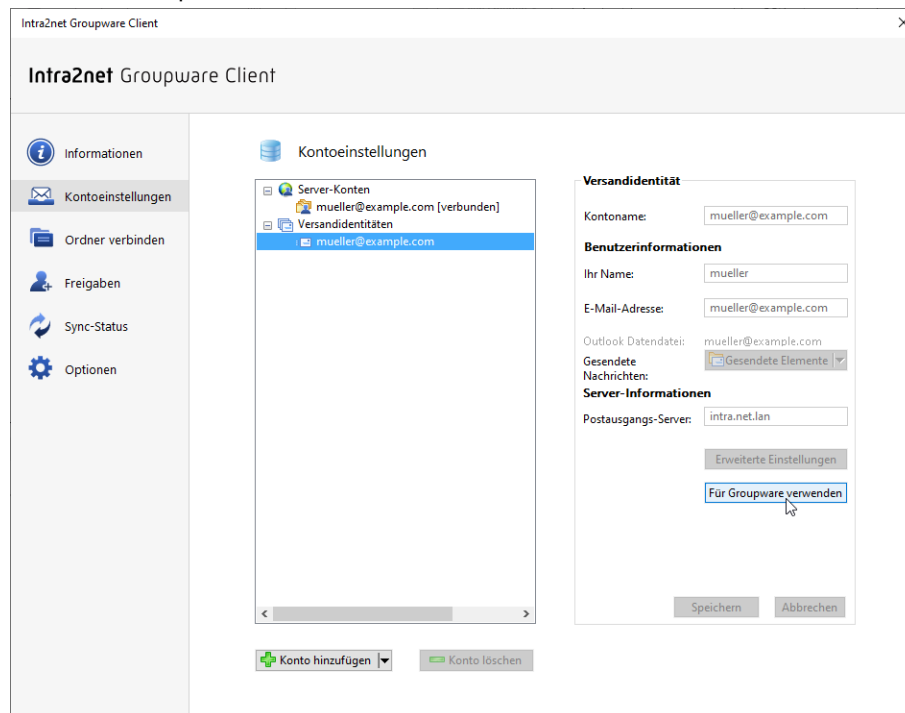 Intra2net Groupware Client
Intra2net Groupware Client
Informationen
Kontoeinstellungen
Ordner verbinden
Freigaben
Sync-Status
Optionen
Kontoeinstellungen
Server-Konten
mueller@example.com [verbunden]
Versandidentitäten
mueller@example.com
Konto hinzufügen
Konto löschen
Versandidentität
Kontoname: mueller@example.com
Benutzerinformationen
Ihr Name: mueller
E-Mail-Adresse: mueller@example.com
Outlook Datendatei: mueller@example.com
Gesendete Nachrichten: Gesendete Elemente
Server-Informationen
Postausgangs-Server: intra.net.lan
Erweiterte Einstellungen
Für Groupware verwenden
Speichern Abbrechen